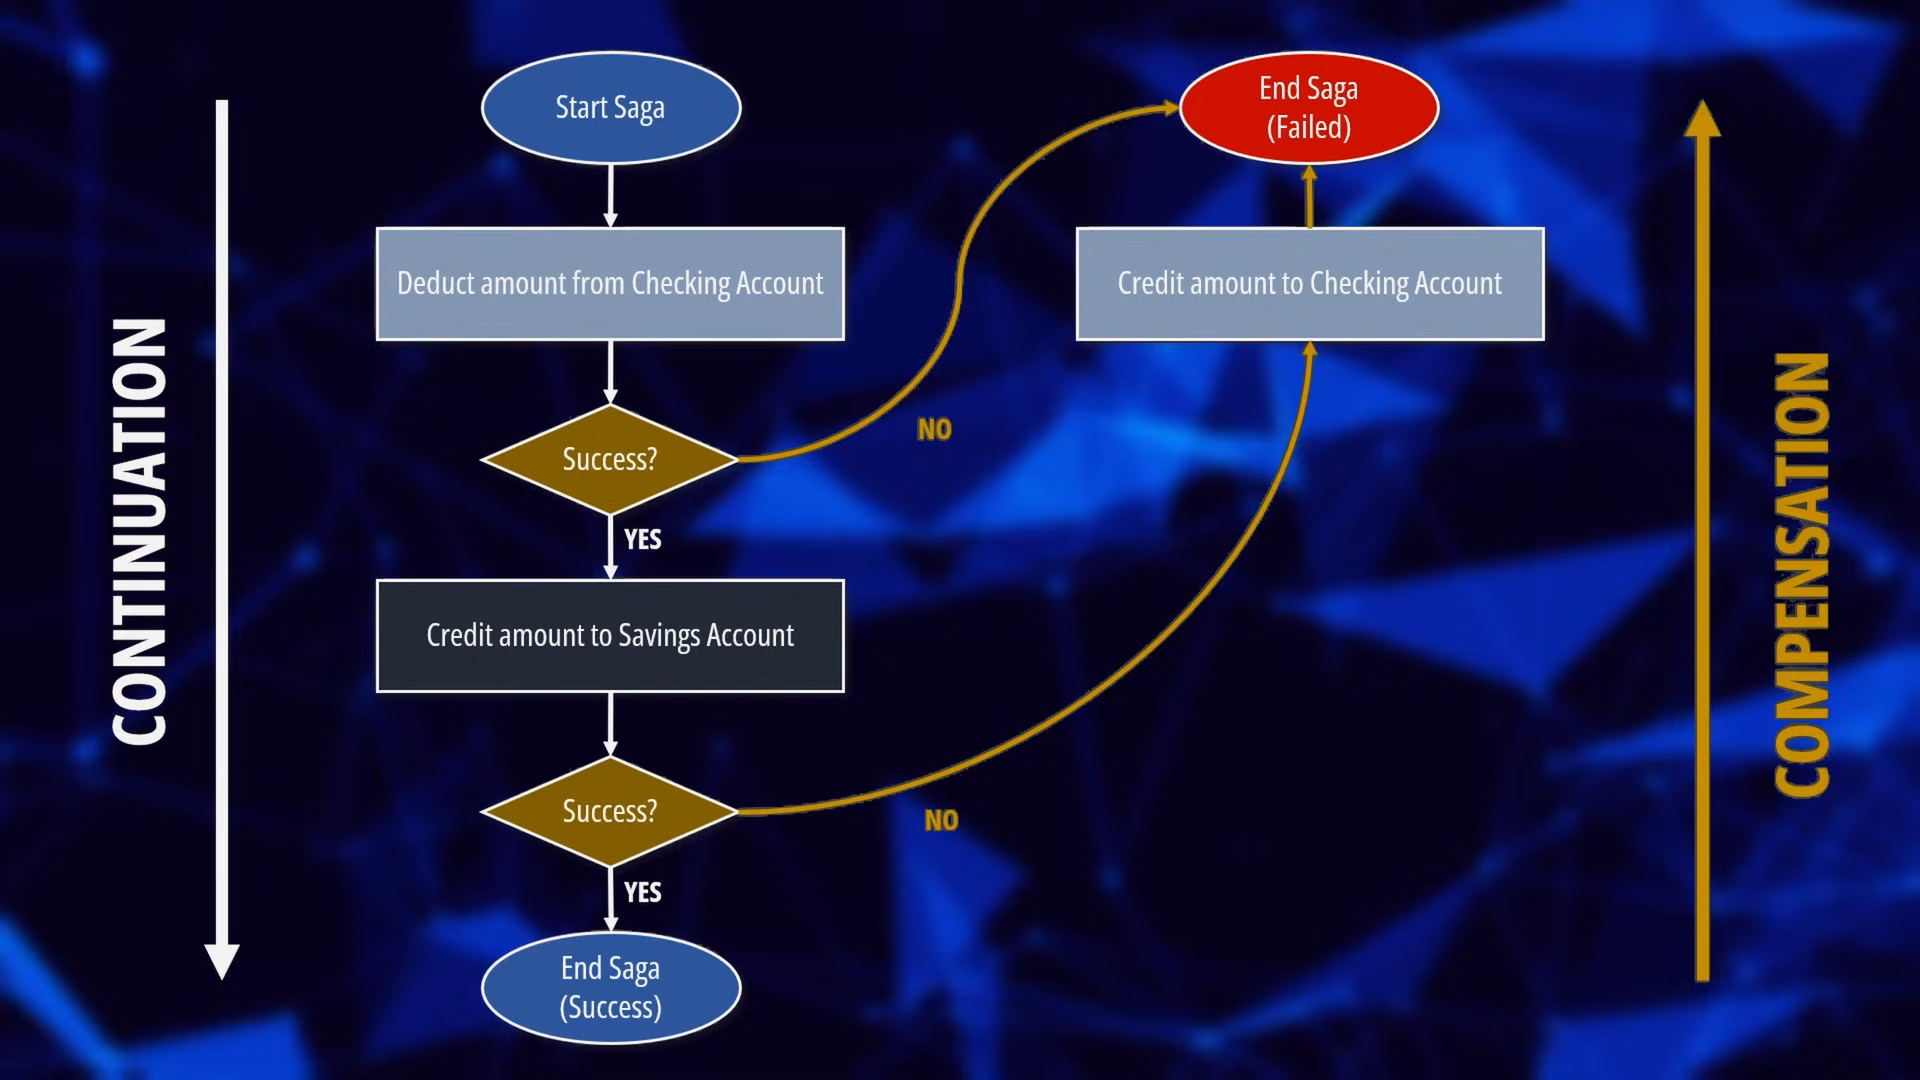 CONTINUATION
Start Saga
Deduct amount from Checking Account
Success?
NO
YES
Credit amount to Savings Account
Success?
NO
YES
End Saga
(Success)
End Saga
(Failed)
Credit amount to Checking Account
COMPENSATION